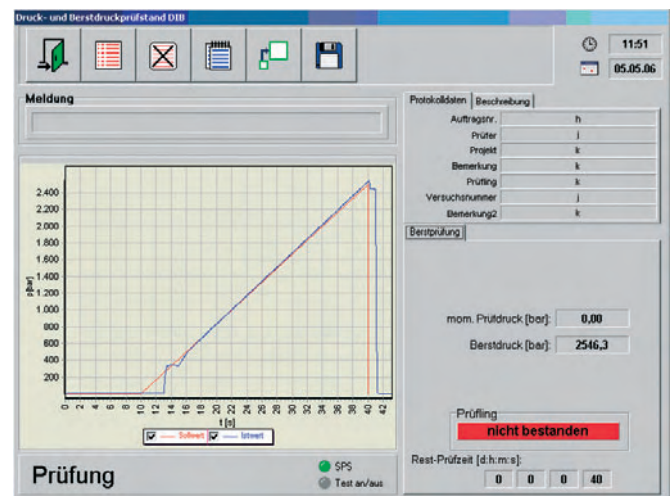 Druck- und Berstdruckprüfstand DIB
11:51
05.05.06
Meldung
Protokolldaten Beschreibung
Auftragsnr. h
Prüfer j
Projekt k
Bemerkung k
Prüfling k
Versuchsnummer j
Bemerkung2 k
Berstprüfung
p[bar]
2.400
2.200
2.000
1.800
1.600
1.400
1.200
1.000
800
600
400
200
0 2 4 6 8 10 12 14 16 18 20 22 24 26 28 30 32 34 36 38 40 42
t [s]
Sollwert Istwert
mom. Prüfdruck [bar]: 0,00
Berstdruck [bar]: 2546,3
Prüfling
nicht bestanden
Rest-Prüfzeit [d:h:m:s]:
0 0 0 40
Prüfung
SPS
Test an/aus